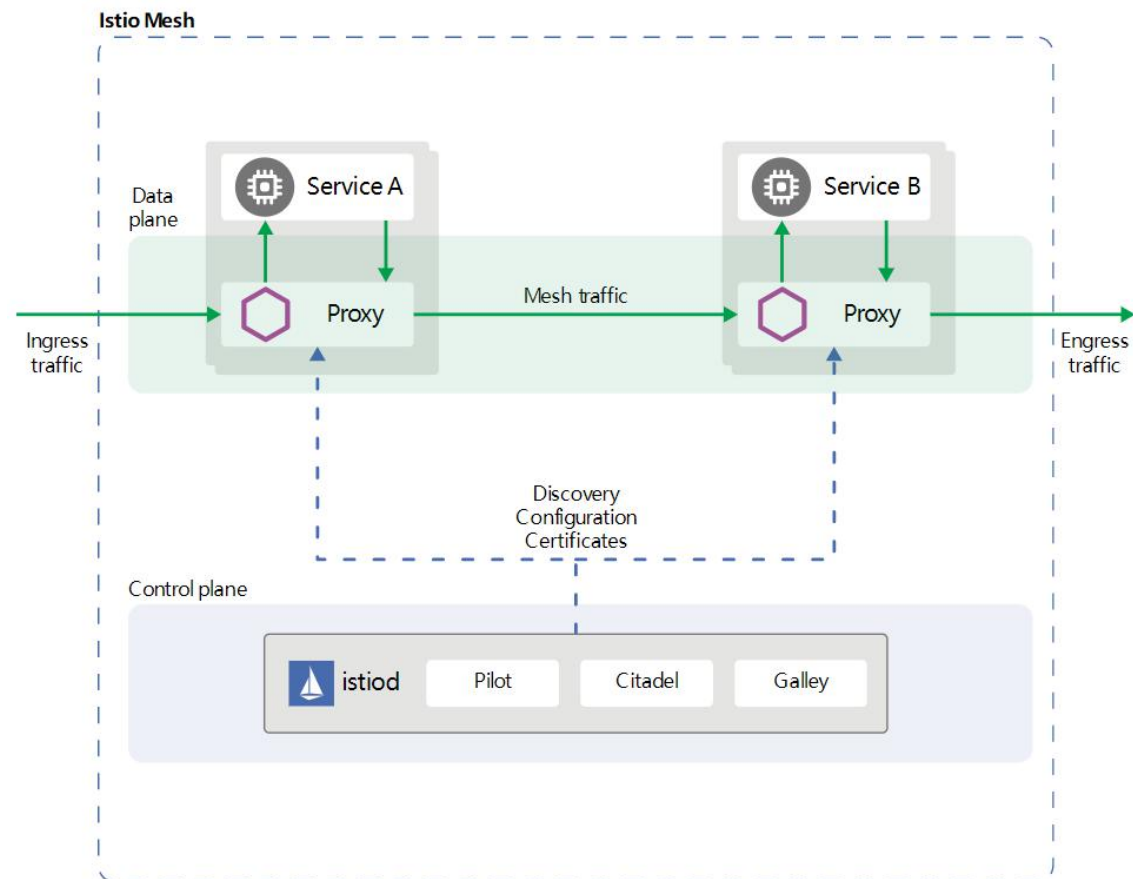 Istio Mesh
Service A
Service B
Data
plane
Proxy
Mesh traffic
Proxy
Ingress
traffic
Engress
traffic
Discovery
Configuration
Certificates
Control plane
istiod
Pilot
Citadel
Galley